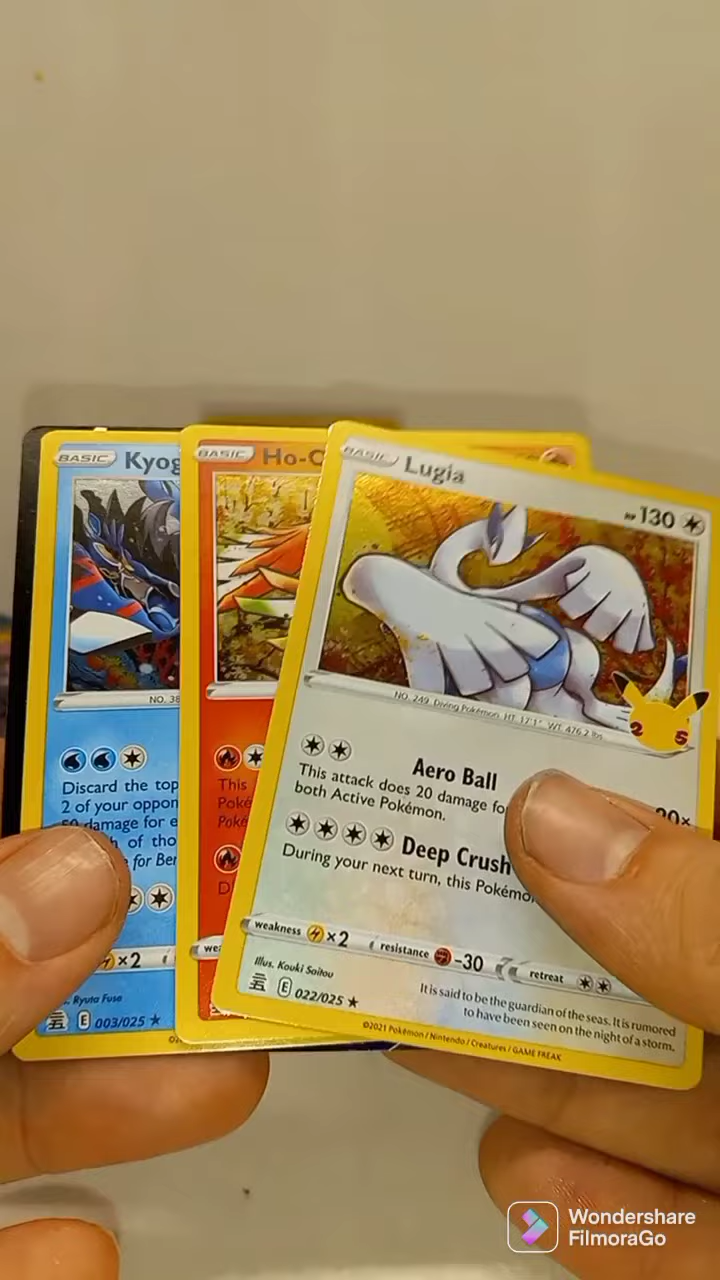 BASIC Kyog
NO. 38
Discard the top
2 of your oppon
50 damage for e
h of tho
for Ber
×2
Ryuta Fuse
E 003/025
BASIC Ho-
This
Poké
Poké
D
wea
BASIC Lugia
HP 130
NO. 249 Diving Pokémon HT: 17'1" WT: 476.2 lbs.
25
Aero Ball
20×
This attack does 20 damage fo
both Active Pokémon.
Deep Crush
During your next turn, this Pokémo
weakness ×2 resistance -30 retreat
Illus. Kouki Saitou
E 022/025
It is said to be the guardian of the seas. It is rumored
to have been seen on the night of a storm.
©2021 Pokémon / Nintendo / Creatures / GAME FREAK
Wondershare
FilmoraGo